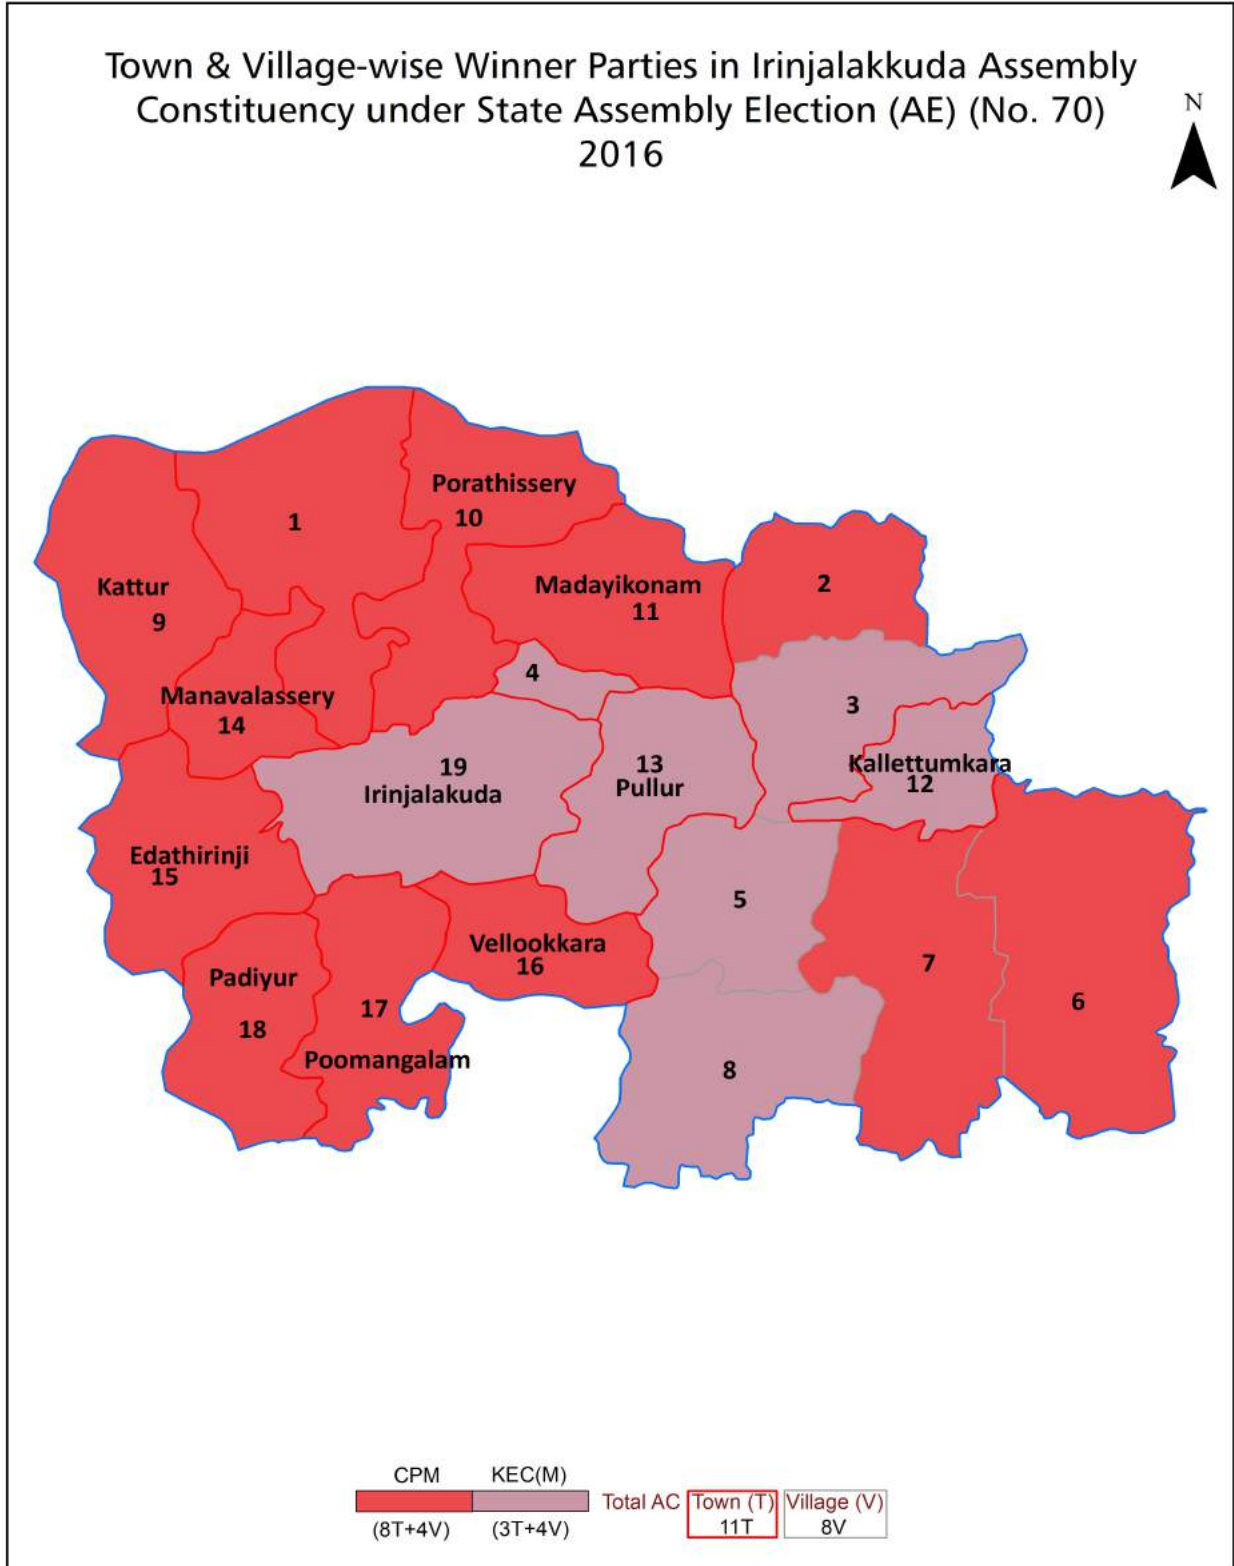 Town & Village-wise Winner Parties in Irinjalakkuda Assembly
Constituency under State Assembly Election (AE) (No. 70)
2016
N
Porathissery
10
1
Kattur
9
Madayikonam
11
2
4
Manavalassery
14
3
Kallettumkara
12
19
Irinjalakuda
13
Pullur
Edathirinji
15
5
Vellookkara
16
7
Padiyur
18
17
Poomangalam
6
8
CPM KEC(M)
Total AC Town (T) Village (V)
(8T+4V) (3T+4V) 11T 8V